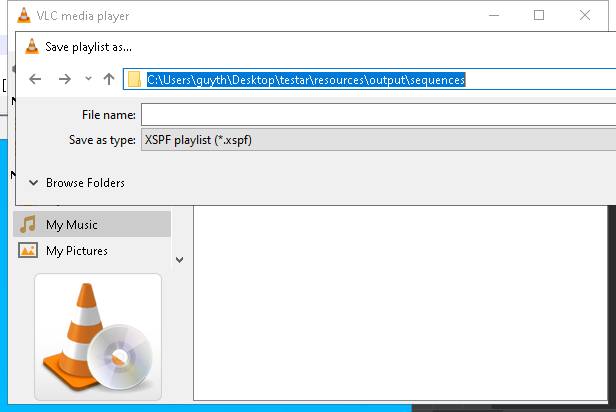 VLC media player
Save playlist as...
C:\Users\guyth\Desktop\testar\resources\output\sequences
File name:
Save as type: XSPF playlist (*.xspf)
Browse Folders
My Music
My Pictures